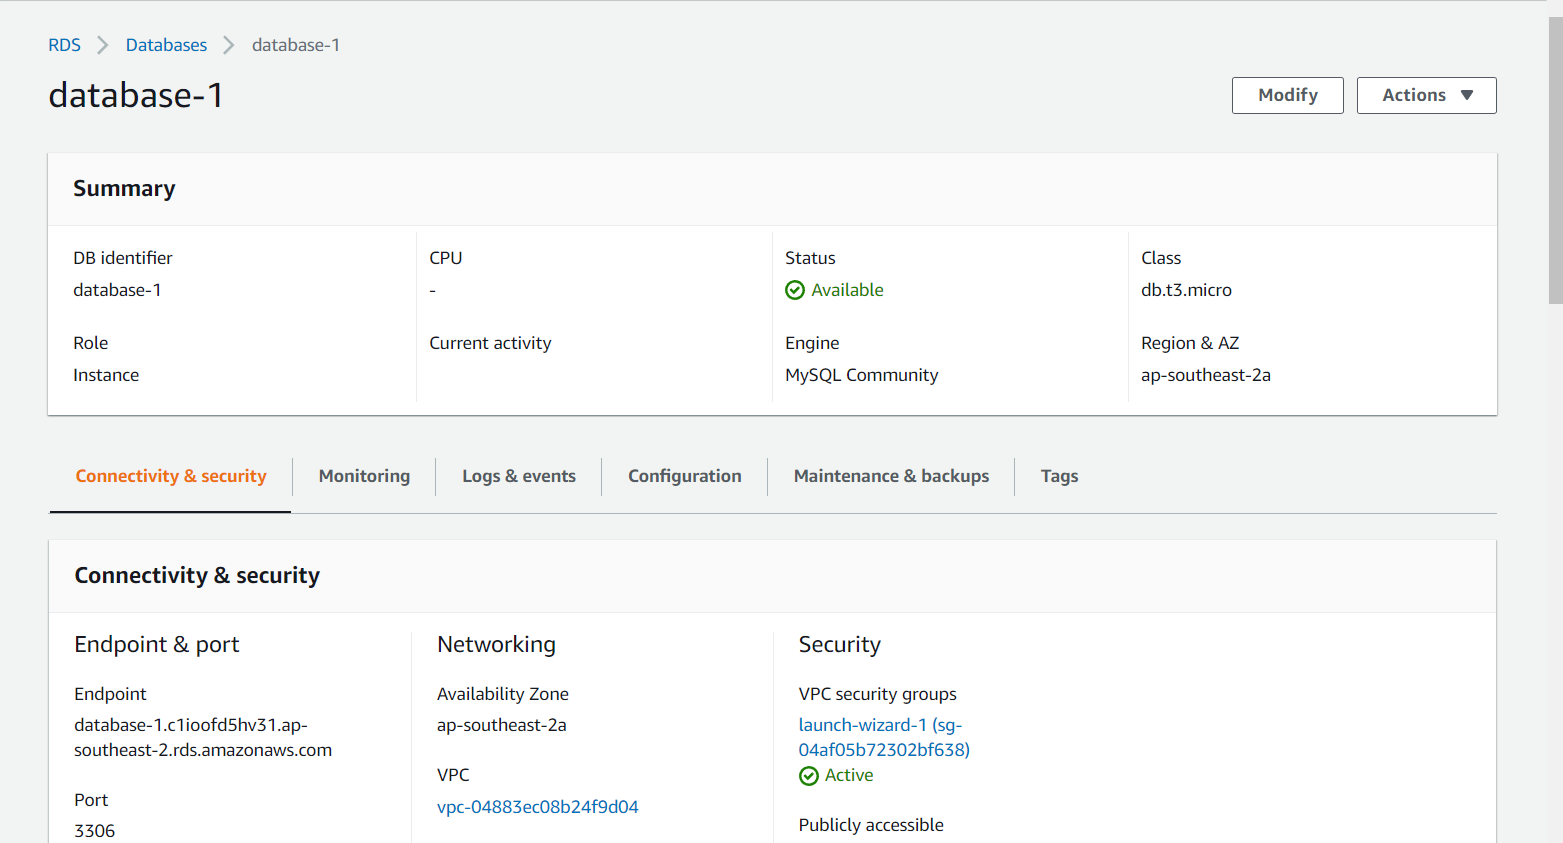 RDS > Databases > database-1
database-1
Modify
Actions
Summary
DB identifier
database-1
CPU
-
Status
Available
Class
db.t3.micro
Role
Instance
Current activity
Engine
MySQL Community
Region & AZ
ap-southeast-2a
Connectivity & security
Monitoring
Logs & events
Configuration
Maintenance & backups
Tags
Connectivity & security
Endpoint & port
Endpoint
database-1.c1ioofd5hv31.ap-
southeast-2.rds.amazonaws.com
Port
3306
Networking
Availability Zone
ap-southeast-2a
VPC
vpc-04883ec08b24f9d04
Security
VPC security groups
launch-wizard-1 (sg-
04af05b72302bf638)
Active
Publicly accessible